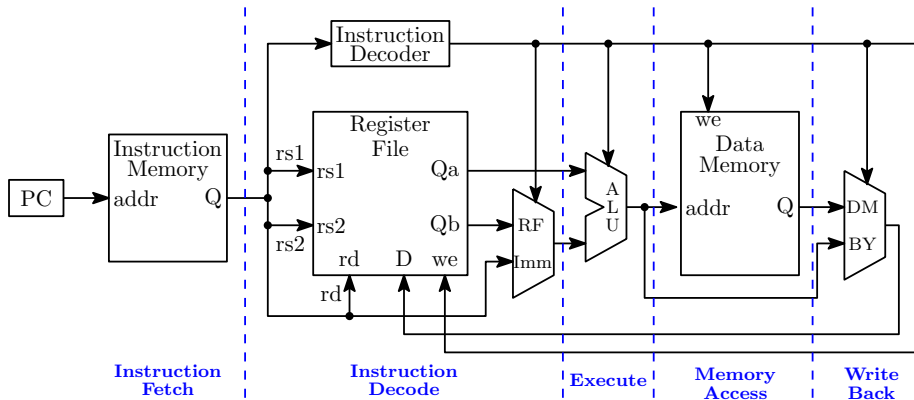 Instruction
Decoder
Register
File
we
Instruction
Memory
Data
Memory
rs1
rs1
Qa
A
L
U
PC
addr
Q
rs2
Qb
RF
addr
Q
DM
rs2
rd
D
we
Imm
BY
rd
Instruction
Fetch
Instruction
Decode
Execute
Memory
Access
Write
Back